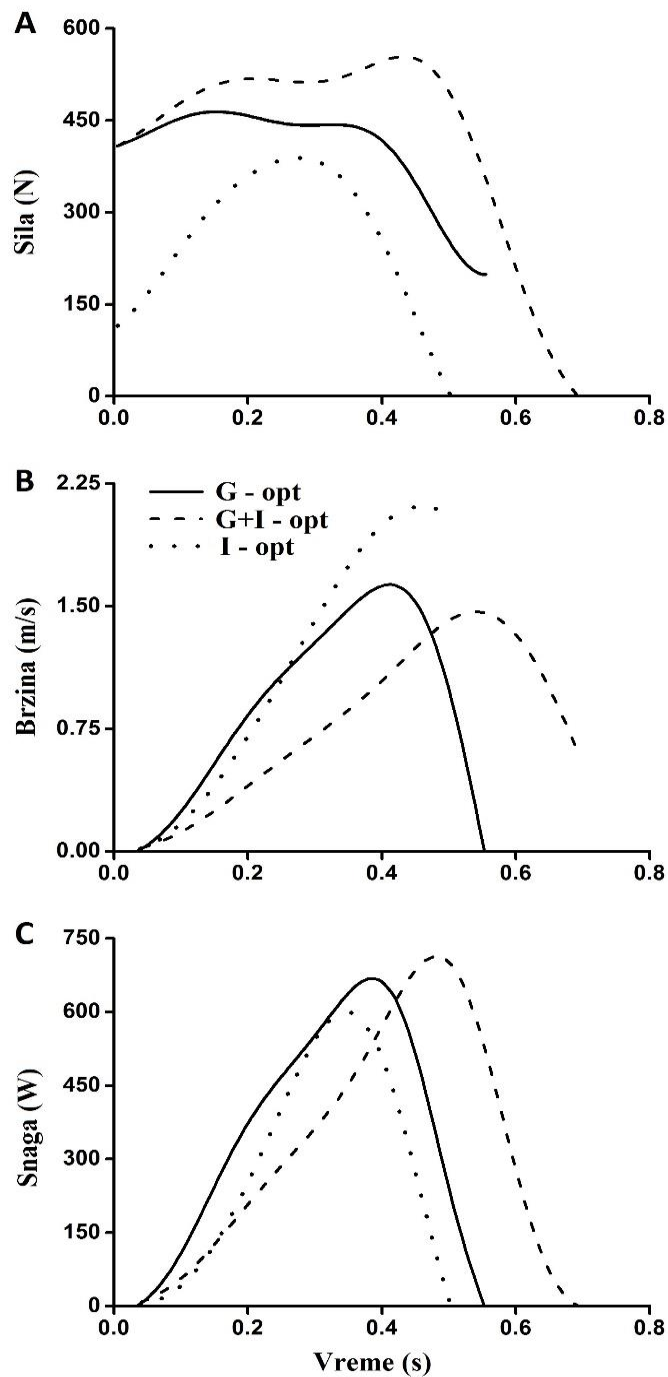 A
600
450
300
150
0
Sila (N)
0.0 0.2 0.4 0.6 0.8
B
2.25
1.50
0.75
0.00
Brzina (m/s)
G - opt
G+I - opt
I - opt
0.0 0.2 0.4 0.6 0.8
C
750
600
450
300
150
0
Snaga (W)
0.0 0.2 0.4 0.6 0.8
Vreme (s)